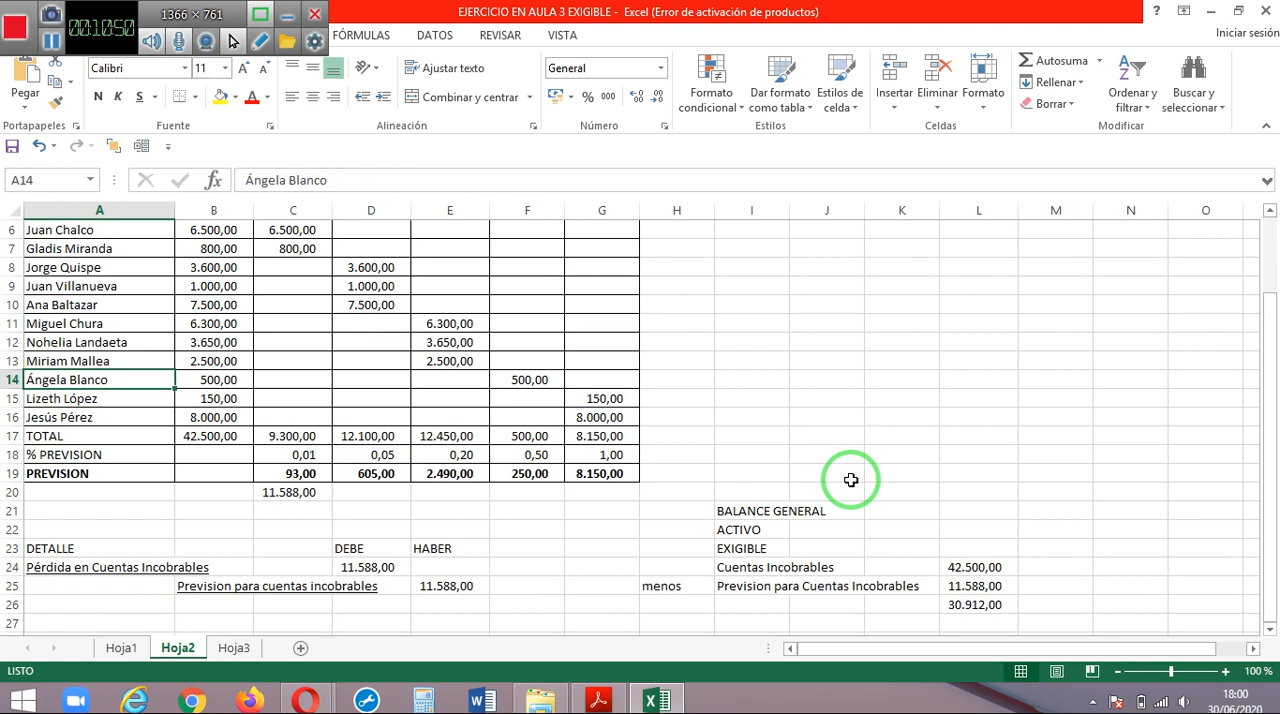 1366 × 761
00:10:50
EJERCICIO EN AULA 3 EXIGIBLE - Excel (Error de activación de productos)
FÓRMULAS DATOS REVISAR VISTA Iniciar sesión
Pegar
Calibri 11 Ajustar texto General
N K S Combinar y centrar % 000
Formato condicional Dar formato como tabla Estilos de celda
Insertar Eliminar Formato
Autosuma
Rellenar
Borrar
Ordenar y filtrar Buscar y seleccionar
Portapapeles Fuente Alineación Número Estilos Celdas Modificar
A14 fx Ángela Blanco
A B C D E F G H I J K L M N O
6 Juan Chalco 6.500,00 6.500,00
7 Gladis Miranda 800,00 800,00
8 Jorge Quispe 3.600,00 3.600,00
9 Juan Villanueva 1.000,00 1.000,00
10 Ana Baltazar 7.500,00 7.500,00
11 Miguel Chura 6.300,00 6.300,00
12 Nohelia Landaeta 3.650,00 3.650,00
13 Miriam Mallea 2.500,00 2.500,00
14 Ángela Blanco 500,00 500,00
15 Lizeth López 150,00 150,00
16 Jesús Pérez 8.000,00 8.000,00
17 TOTAL 42.500,00 9.300,00 12.100,00 12.450,00 500,00 8.150,00
18 % PREVISION 0,01 0,05 0,20 0,50 1,00
19 PREVISION 93,00 605,00 2.490,00 250,00 8.150,00
20 11.588,00
21 BALANCE GENERAL
22 ACTIVO
23 DETALLE DEBE HABER EXIGIBLE
24 Pérdida en Cuentas Incobrables 11.588,00 Cuentas Incobrables 42.500,00
25 Prevision para cuentas incobrables 11.588,00 menos Prevision para Cuentas Incobrables 11.588,00
26 30.912,00
27
Hoja1 Hoja2 Hoja3
LISTO 100 %
18:00
30/06/2020